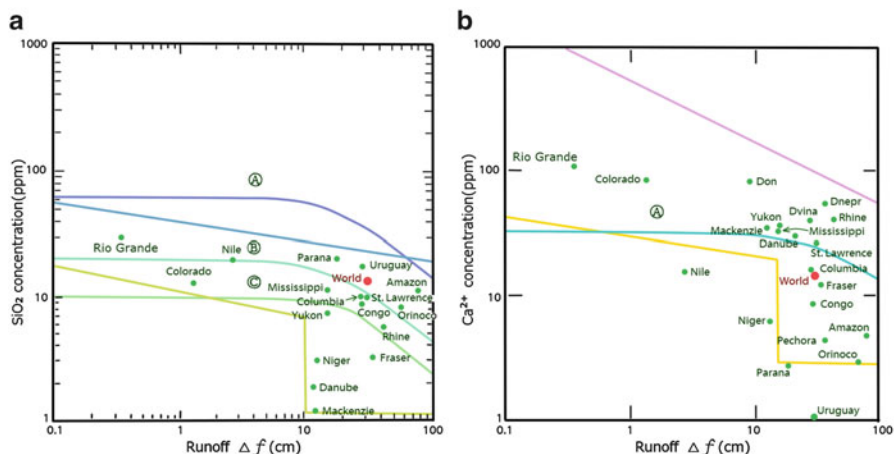 a
1000
100
10
1
0.1
1
10
100
SiO₂ concentration(ppm)
Runoff Δf(cm)
Ⓐ
Ⓑ
Ⓒ
Rio Grande
Nile
Colorado
Parana
Uruguay
World
Amazon
Mississippi
Columbia
St. Lawrence
Yukon
Congo
Orinoco
Rhine
Niger
Fraser
Danube
Mackenzie
b
1000
100
10
1
0.1
1
10
100
Ca²⁺ concentration(ppm)
Runoff Δf(cm)
Ⓐ
Rio Grande
Colorado
Don
Dnepr
Yukon
Dvina
Rhine
Mackenzie
Mississippi
Danube
St. Lawrence
Nile
Columbia
World
Fraser
Niger
Congo
Amazon
Pechora
Orinoco
Parana
Uruguay